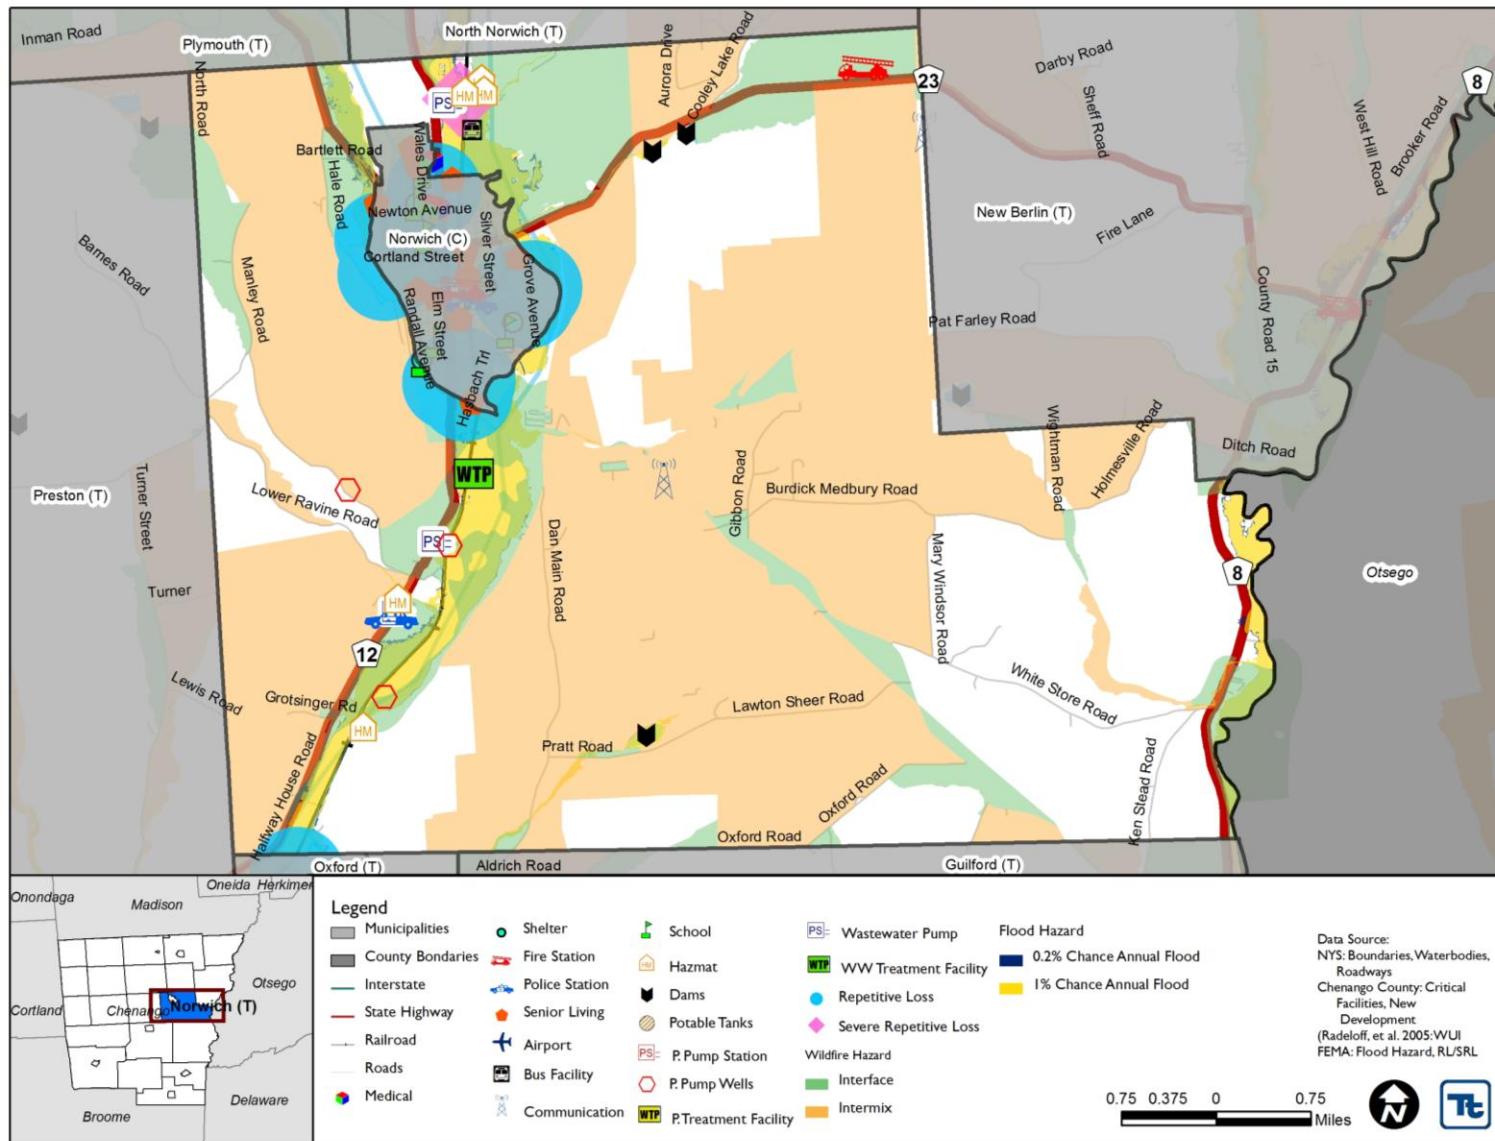 Inman Road
Plymouth (T)
North Norwich (T)
North Road
Aurora Drive
Cooley Lake Road
23
Darby Road
Sheff Road
West Hill Road
Brooker Road
8
PS
HM
HM
Bartlett Road
Hale Road
Wales Drive
Newton Avenue
Norwich (C)
Cortland Street
Silver Street
Grove Avenue
Elm Street
Randall Avenue
Hasbach Trl
New Berlin (T)
Fire Lane
County Road 15
Pat Farley Road
Barnes Road
Manley Road
Ditch Road
Wightman Road
Holmesville Road
Preston (T)
Turner Street
Lower Ravine Road
WTP
Gibbon Road
Burdick Medbury Road
Dan Main Road
PS
Mary Windsor Road
8
Otsego
Turner
HM
12
Lewis Road
Grotsinger Rd
HM
Halfway House Road
Lawton Sheer Road
White Store Road
Pratt Road
Oxford Road
Ken Stead Road
Oxford Road
Oxford (T)
Aldrich Road
Guilford (T)
Onondaga
Oneida
Herkimer
Madison
Otsego
Cortland
Chenango
Norwich (T)
Broome
Delaware
Legend
Municipalities
County Bondaries
Interstate
State Highway
Railroad
Roads
Medical
Shelter
Fire Station
Police Station
Senior Living
Airport
Bus Facility
Communication
School
HM Hazmat
Dams
Potable Tanks
PS P. Pump Station
P. Pump Wells
WTP P. Treatment Facility
PS Wastewater Pump
WTP WW Treatment Facility
Repetitive Loss
Severe Repetitive Loss
Wildfire Hazard
Interface
Intermix
Flood Hazard
0.2% Chance Annual Flood
1% Chance Annual Flood
Data Source:
NYS: Boundaries, Waterbodies,
Roadways
Chenango County: Critical
Facilities, New
Development
(Radeloff, et al. 2005: WUI
FEMA: Flood Hazard, RL/SRL
0.75 0.375 0 0.75
Miles
N
Tt